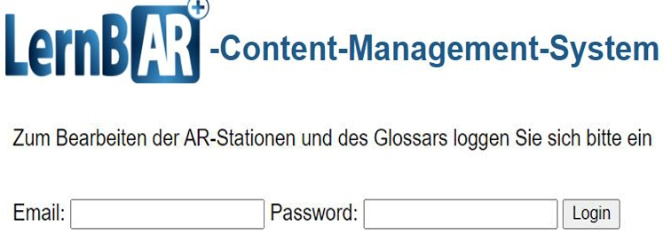 LernBAR+ -Content-Management-System
Zum Bearbeiten der AR-Stationen und des Glossars loggen Sie sich bitte ein
Email: Password: Login